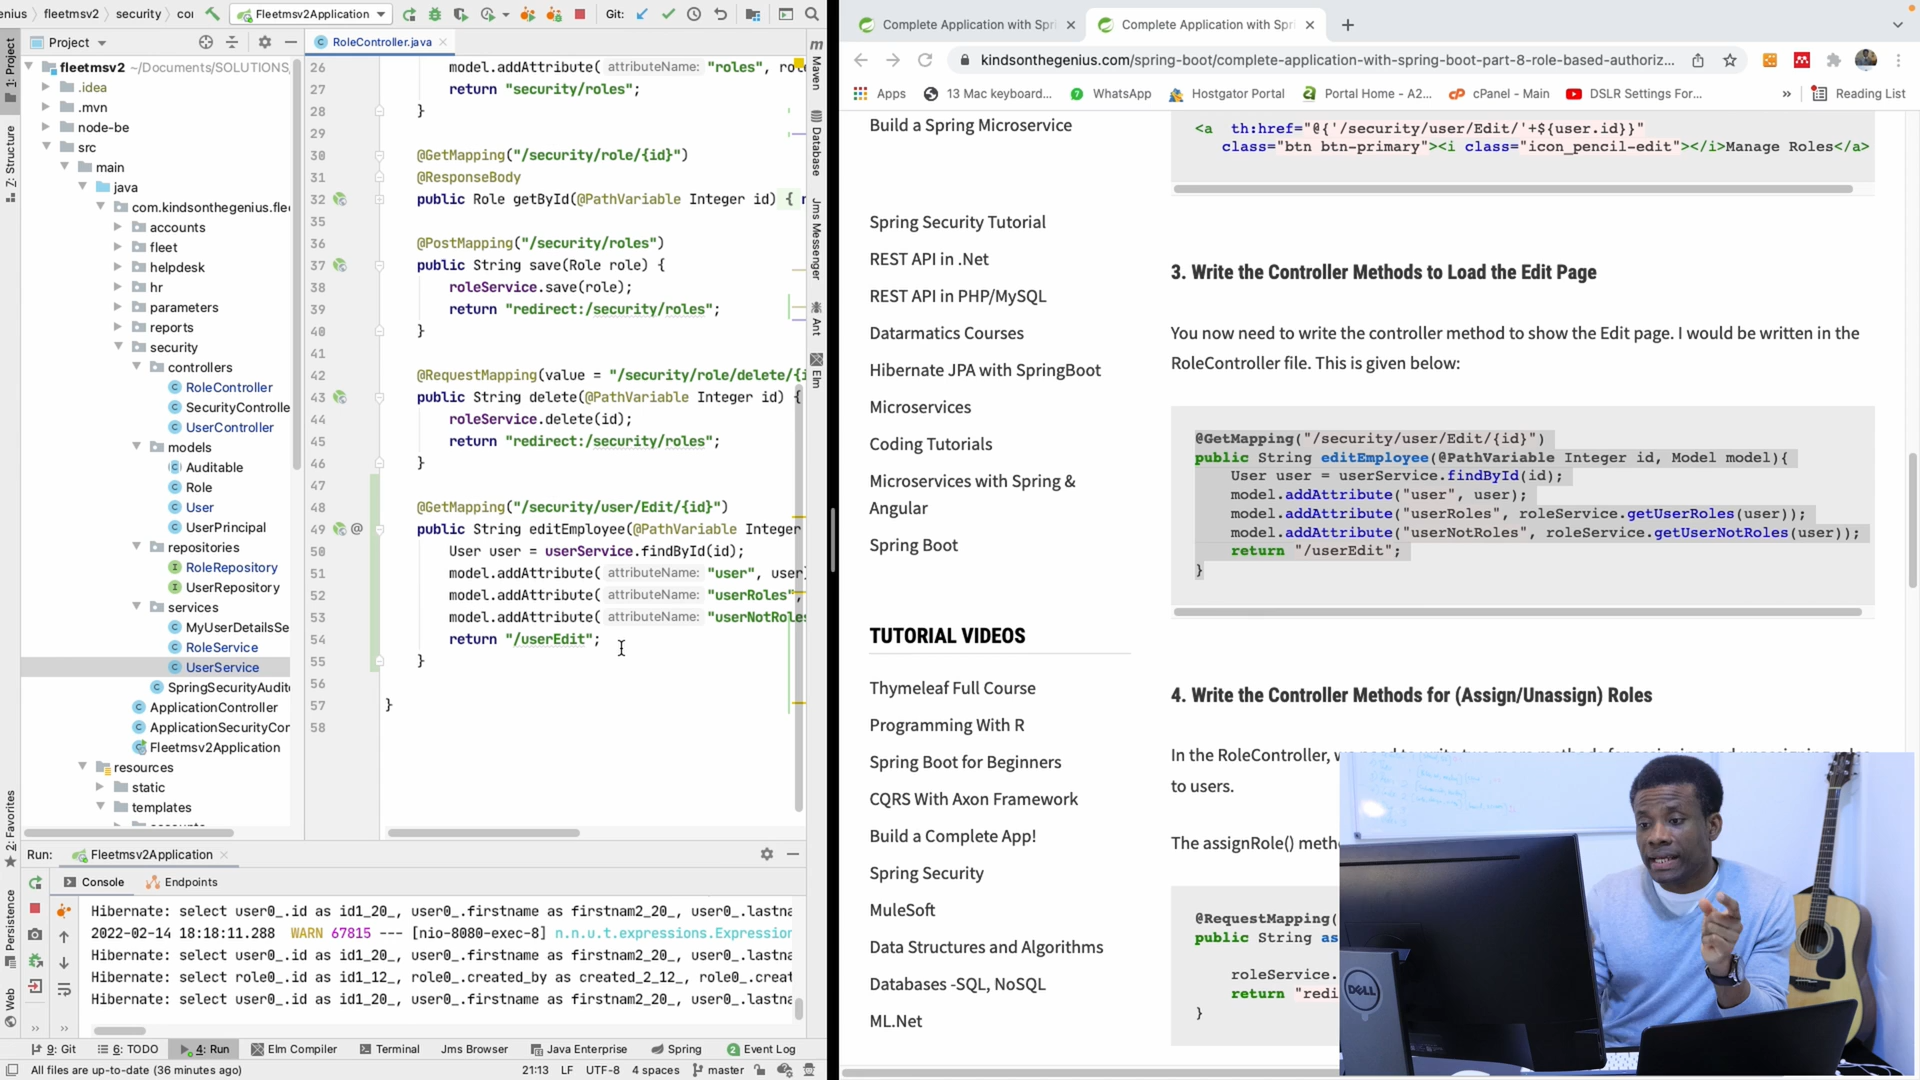 enius
fleetmsv2
security
Fleetmsv2Application
Git:
Project
fleetmsv2 ~/Documents/SOLUTIONS
.idea
.mvn
node-be
src
main
java
com.kindsonthegenius.fle
accounts
fleet
helpdesk
hr
parameters
reports
security
controllers
RoleController
SecurityControlle
UserController
models
Auditable
Role
User
UserPrincipal
repositories
RoleRepository
UserRepository
services
MyUserDetailsSe
RoleService
UserService
SpringSecurityAudit
ApplicationController
ApplicationSecurityCor
Fleetmsv2Application
resources
static
templates
1: Project
Z: Structure
2: Favorites
Persistence
Web
RoleController.java
26 model.addAttribute( attributeName: "roles", role
27 return "security/roles";
28 }
29
30 @GetMapping("/security/role/{id}")
31 @ResponseBody
32 public Role getById(@PathVariable Integer id) {
35
36 @PostMapping("/security/roles")
37 public String save(Role role) {
38 roleService.save(role);
39 return "redirect:/security/roles";
40 }
41
42 @RequestMapping(value = "/security/role/delete/{i
43 public String delete(@PathVariable Integer id) {
44 roleService.delete(id);
45 return "redirect:/security/roles";
46 }
47
48 @GetMapping("/security/user/Edit/{id}")
49 @ public String editEmployee(@PathVariable Integer
50 User user = userService.findById(id);
51 model.addAttribute( attributeName: "user", user
52 model.addAttribute( attributeName: "userRoles",
53 model.addAttribute( attributeName: "userNotRoles
54 return "/userEdit";
55 }
56
57 }
58
Maven
Database
Jms Messenger
Ant
Elm
Run: Fleetmsv2Application
Console
Endpoints
Hibernate: select user0_.id as id1_20_, user0_.firstname as firstnam2_20_, user0_.lastna
2022-02-14 18:18:11.288 WARN 67815 --- [nio-8080-exec-8] n.n.u.t.expressions.Expression
Hibernate: select user0_.id as id1_20_, user0_.firstname as firstnam2_20_, user0_.lastna
Hibernate: select role0_.id as id1_12_, role0_.created_by as created_2_12_, role0_.creat
Hibernate: select user0_.id as id1_20_, user0_.firstname as firstnam2_20_, user0_.lastna
9: Git
6: TODO
4: Run
Elm Compiler
Terminal
Jms Browser
Java Enterprise
Spring
2 Event Log
All files are up-to-date (36 minutes ago)
21:13 LF UTF-8 4 spaces master
Complete Application with Spri
Complete Application with Spri
kindsonthegenius.com/spring-boot/complete-application-with-spring-boot-part-8-role-based-authoriz...
Apps
13 Mac keyboard...
WhatsApp
Hostgator Portal
Portal Home - A2...
cPanel - Main
DSLR Settings For...
»
Reading List
Build a Spring Microservice
Spring Security Tutorial
REST API in .Net
REST API in PHP/MySQL
Datarmatics Courses
Hibernate JPA with SpringBoot
Microservices
Coding Tutorials
Microservices with Spring &
Angular
Spring Boot
TUTORIAL VIDEOS
Thymeleaf Full Course
Programming With R
Spring Boot for Beginners
CQRS With Axon Framework
Build a Complete App!
Spring Security
MuleSoft
Data Structures and Algorithms
Databases -SQL, NoSQL
ML.Net
<a th:href="@{'/security/user/Edit/'+${user.id}}"
class="btn btn-primary"><i class="icon_pencil-edit"></i>Manage Roles</a>
3. Write the Controller Methods to Load the Edit Page
You now need to write the controller method to show the Edit page. I would be written in the
RoleController file. This is given below:
@GetMapping("/security/user/Edit/{id}")
public String editEmployee(@PathVariable Integer id, Model model){
User user = userService.findById(id);
model.addAttribute("user", user);
model.addAttribute("userRoles", roleService.getUserRoles(user));
model.addAttribute("userNotRoles", roleService.getUserNotRoles(user));
return "/userEdit";
}
4. Write the Controller Methods for (Assign/Unassign) Roles
In the RoleController,
to users.
The assignRole()
@RequestMapping(
public String as
roleService.
return "redi
}
DELL